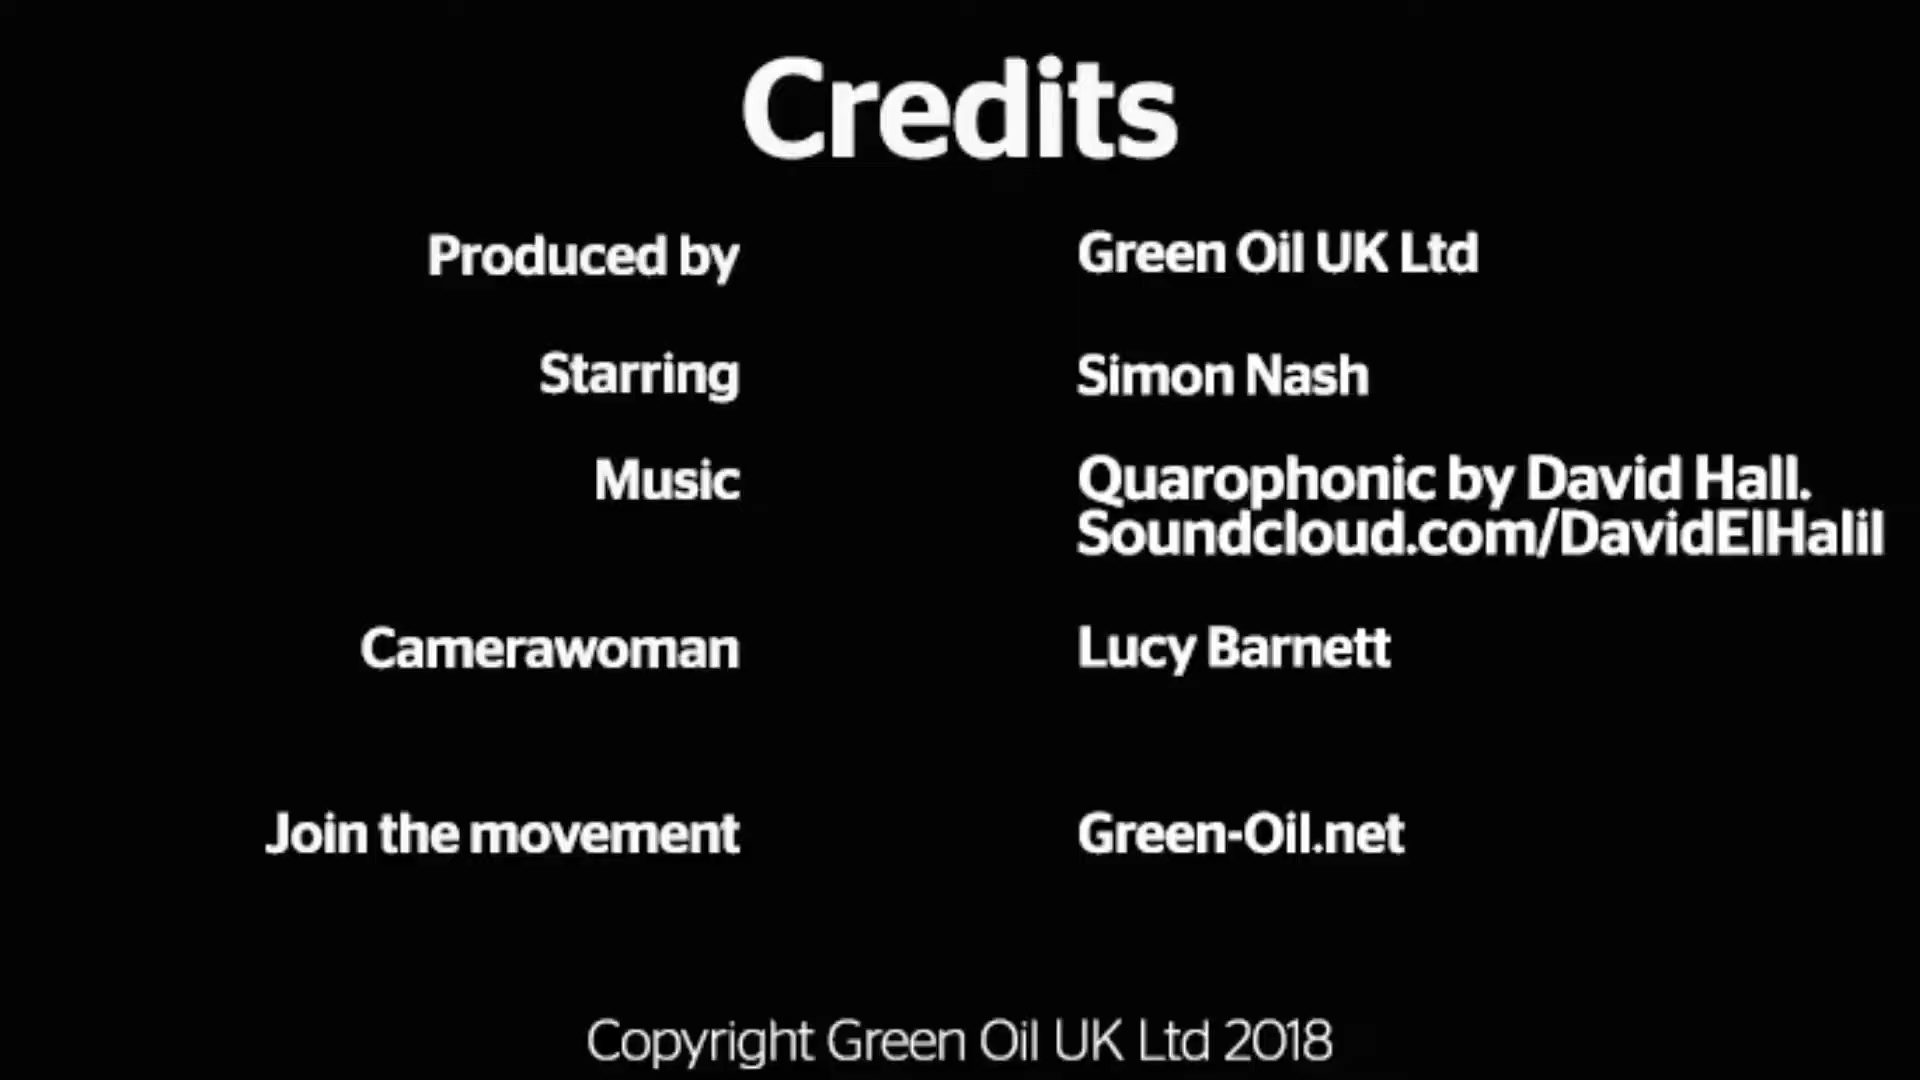 Credits
Produced by Green Oil UK Ltd
Starring Simon Nash
Music Quarophonic by David Hall.
Soundcloud.com/DavidElHalil
Camerawoman Lucy Barnett
Join the movement Green-Oil.net
Copyright Green Oil UK Ltd 2018